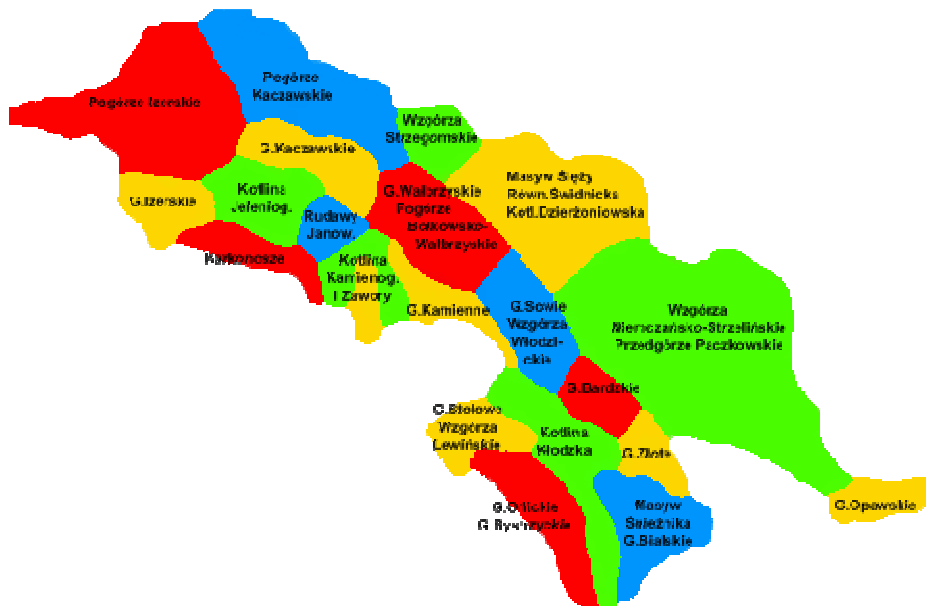 Pogórze Izerskie
Pogórze
Kaczawskie
Wzgórza
Strzegomskie
G.Kaczawskie
G.Izerskie
Kotlina
Jeleniog.
Rudawy
Janow.
G.Wałbrzyskie
Pogórze
Bolkowsko-
Wałbrzyskie
Masyw Ślęży
Równ.Świdnicka
Kotl.Dzierżoniowska
Karkonosze
Kotlina
Kamienog.
i Zawory
G.Kamienne
G.Sowie
Wzgórza
Włodzi-
ckie
Wzgórza
Niemczańsko-Strzelińskie
Przedgórze Paczkowskie
G.Bardzkie
G.Stołowe
Wzgórza
Lewińskie
Kotlina
Kłodzka
G.Złote
G.Orlickie
G.Bystrzyckie
Masyw
Śnieżnika
G.Bialskie
G.Opawskie